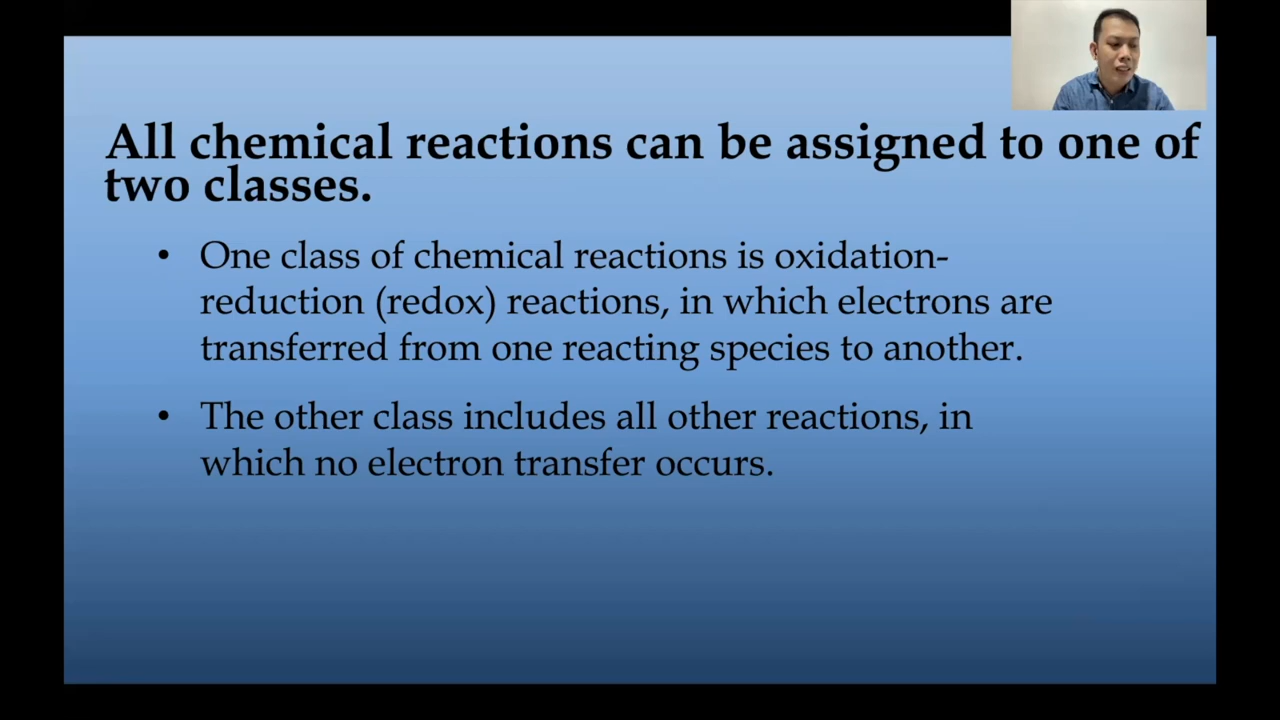 All chemical reactions can be assigned to one of
two classes.
• One class of chemical reactions is oxidation-
reduction (redox) reactions, in which electrons are
transferred from one reacting species to another.
• The other class includes all other reactions, in
which no electron transfer occurs.